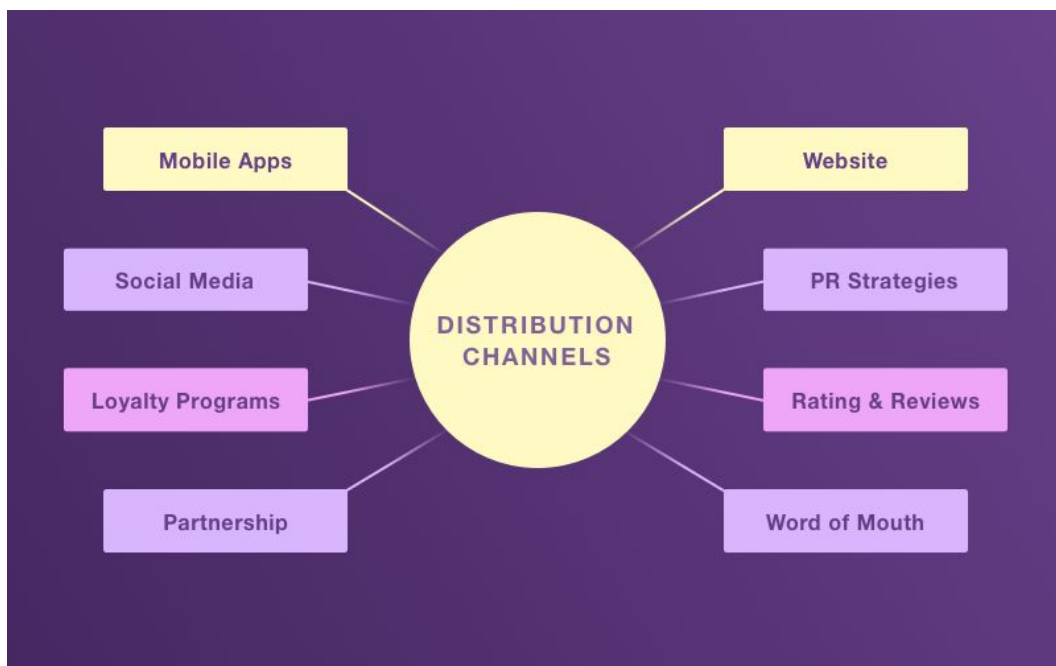 Mobile Apps
Website
Social Media
PR Strategies
DISTRIBUTION
CHANNELS
Loyalty Programs
Rating & Reviews
Partnership
Word of Mouth